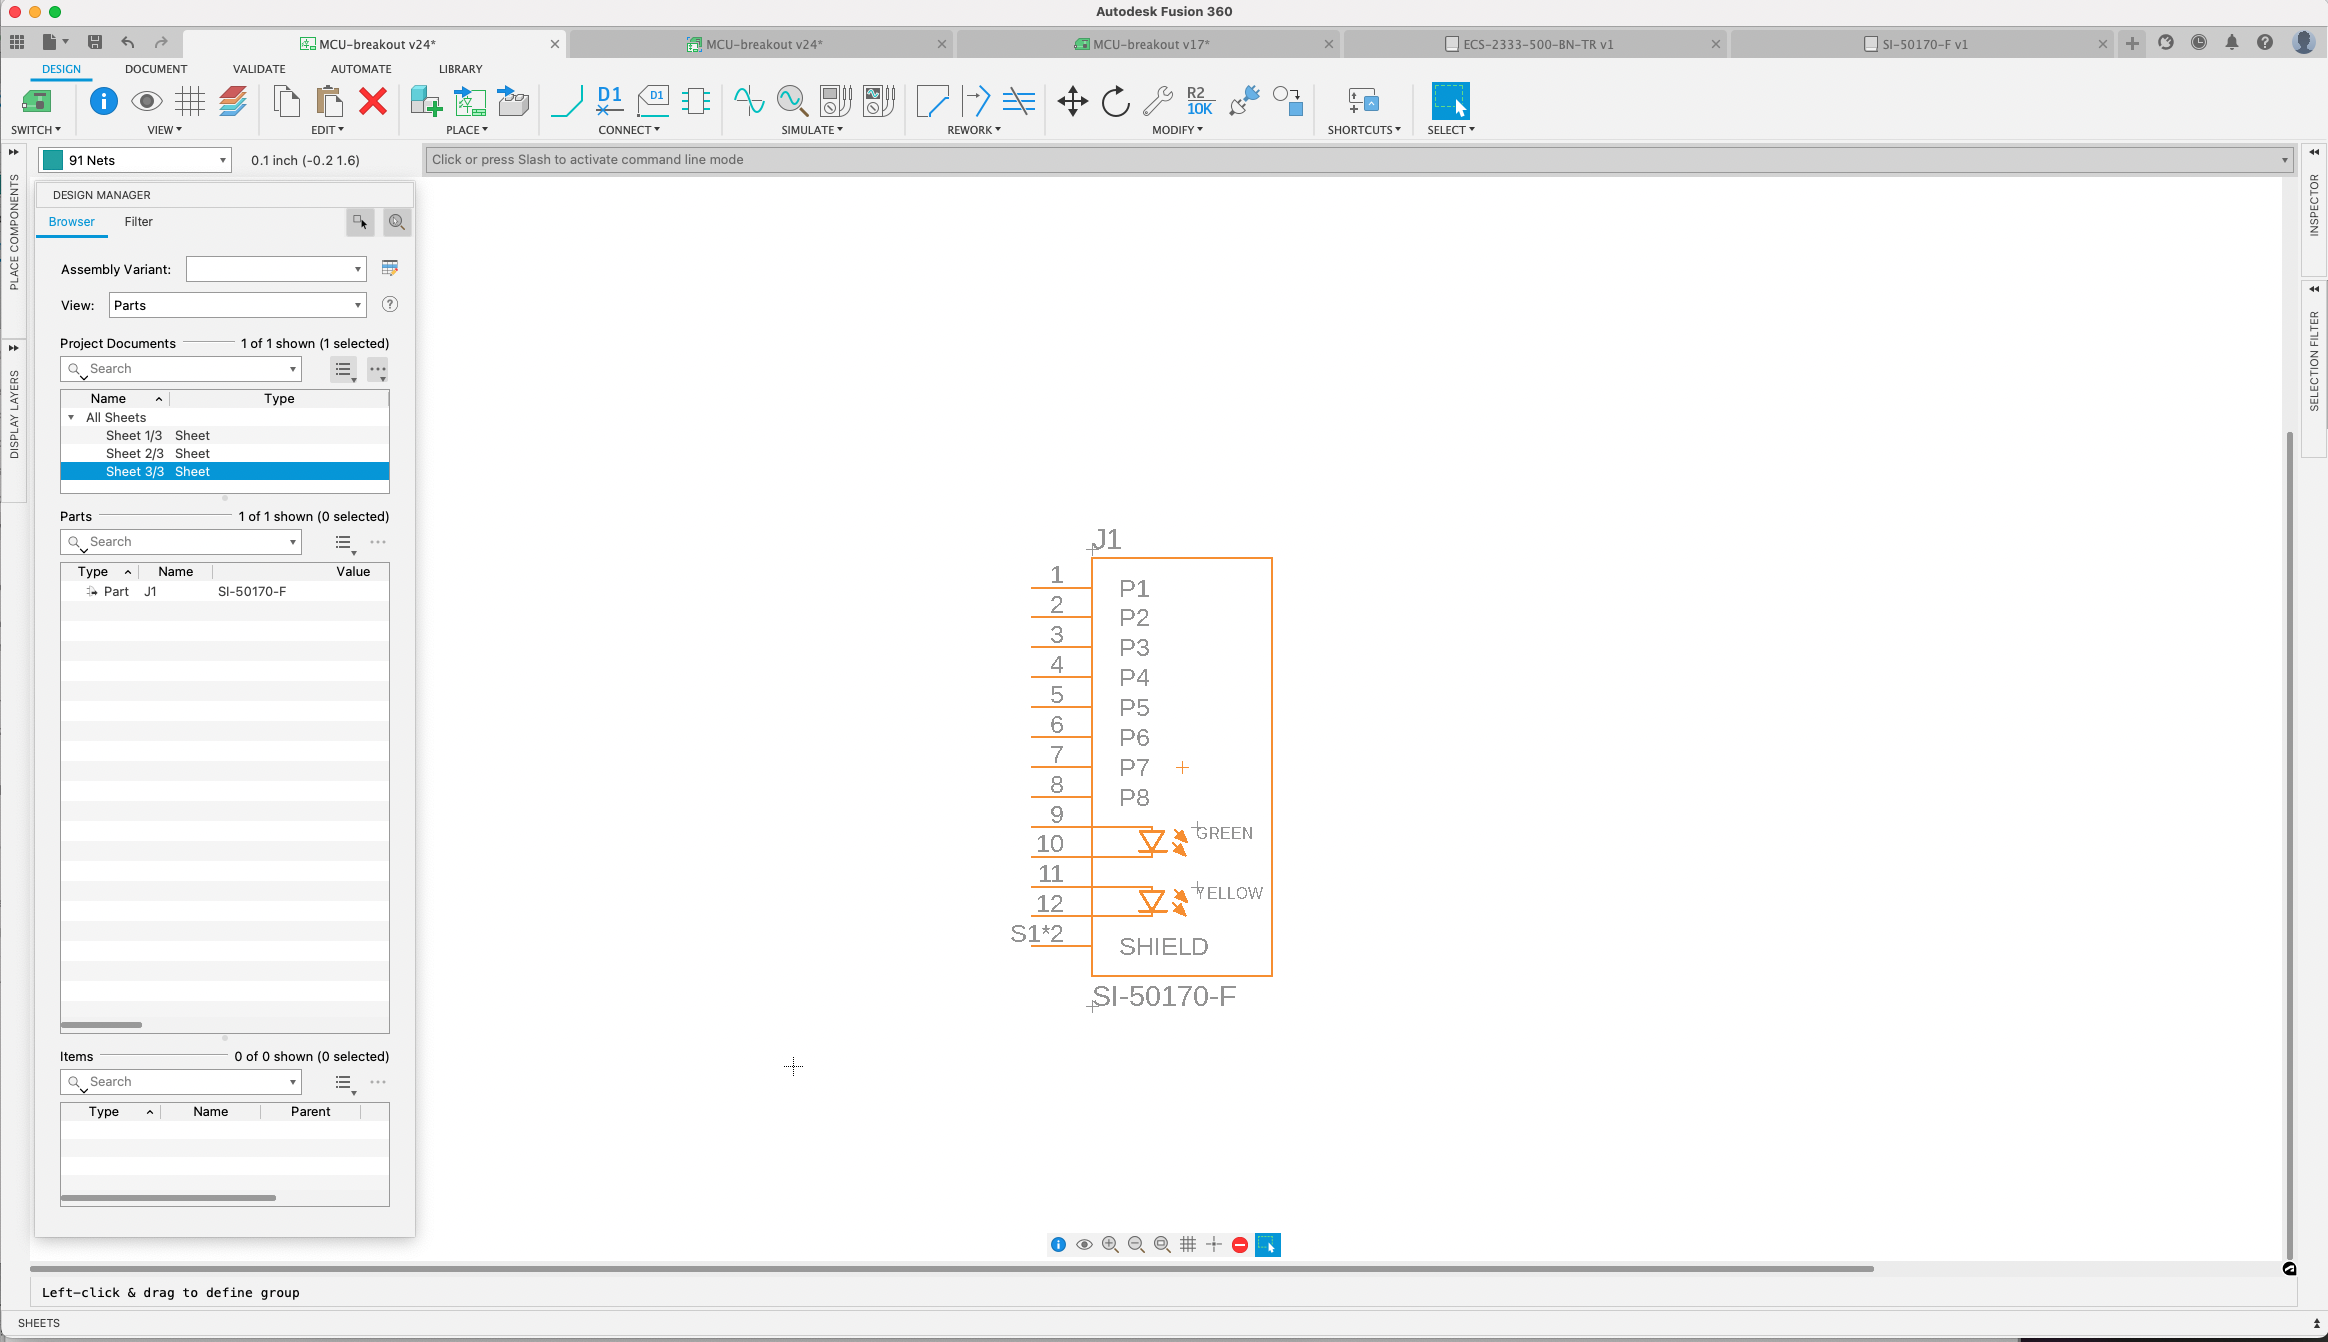 Autodesk Fusion 360
MCU-breakout v24*
MCU-breakout v24*
MCU-breakout v17*
ECS-2333-500-BN-TR v1
SI-50170-F v1
DESIGN
DOCUMENT
VALIDATE
AUTOMATE
LIBRARY
D1
D1
R2
10K
SWITCH
VIEW
EDIT
PLACE
CONNECT
SIMULATE
REWORK
MODIFY
SHORTCUTS
SELECT
91 Nets
0.1 inch (-0.2 1.6)
Click or press Slash to activate command line mode
PLACE COMPONENTS
DISPLAY LAYERS
INSPECTOR
SELECTION FILTER
DESIGN MANAGER
Browser
Filter
Assembly Variant:
View:
Parts
Project Documents
1 of 1 shown (1 selected)
Search
Name
Type
All Sheets
Sheet 1/3 Sheet
Sheet 2/3 Sheet
Sheet 3/3 Sheet
Parts
1 of 1 shown (0 selected)
Search
Type
Name
Value
Part
J1
SI-50170-F
Items
0 of 0 shown (0 selected)
Search
Type
Name
Parent
J1
1
P1
2
P2
3
P3
4
P4
5
P5
6
P6
7
P7
8
P8
9
GREEN
10
11
YELLOW
12
S1*2
SHIELD
SI-50170-F
Left-click & drag to define group
SHEETS